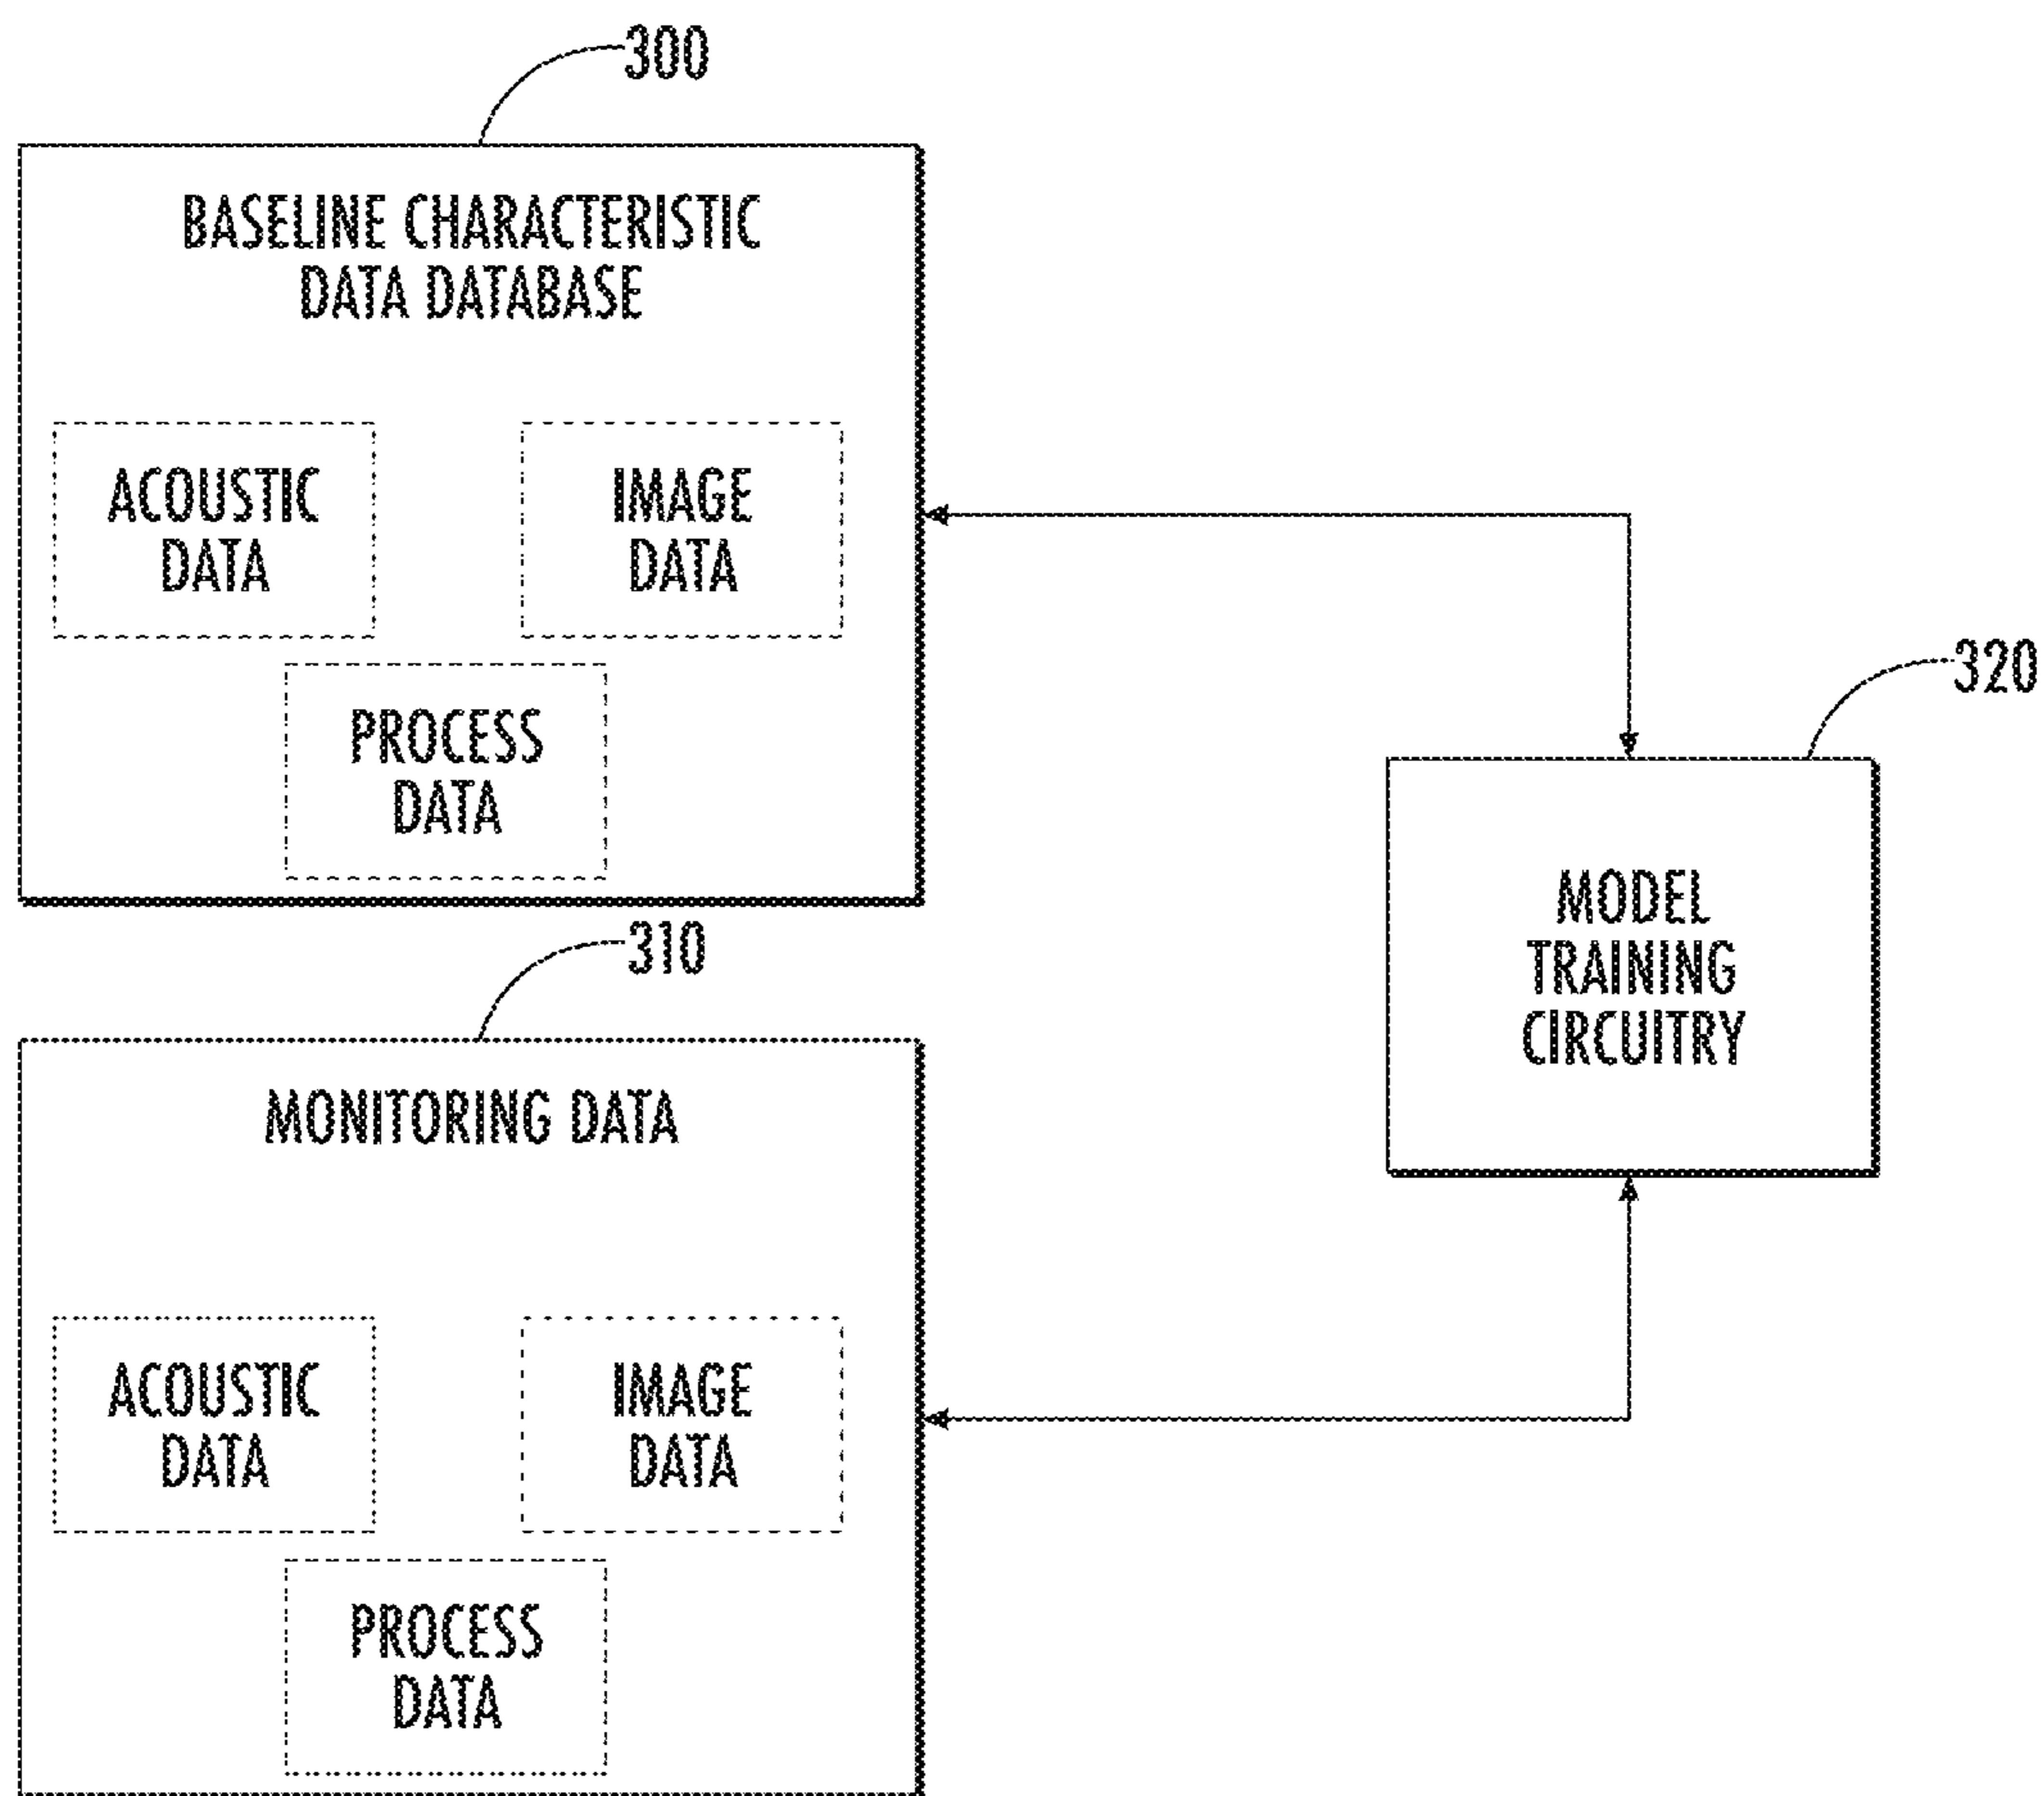 300
BASELINE CHARACTERISTIC
DATA DATABASE
ACOUSTIC
DATA
IMAGE
DATA
PROCESS
DATA
310
MONITORING DATA
ACOUSTIC
DATA
IMAGE
DATA
PROCESS
DATA
320
MODEL
TRAINING
CIRCUITRY